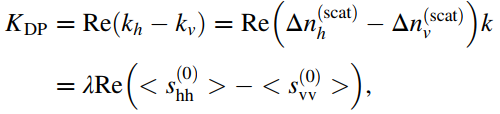 K_DP = Re(k_h − k_v) = Re(Δn_h^(scat) − Δn_v^(scat))k
= λRe(< s_hh^(0) > − < s_vv^(0) >),